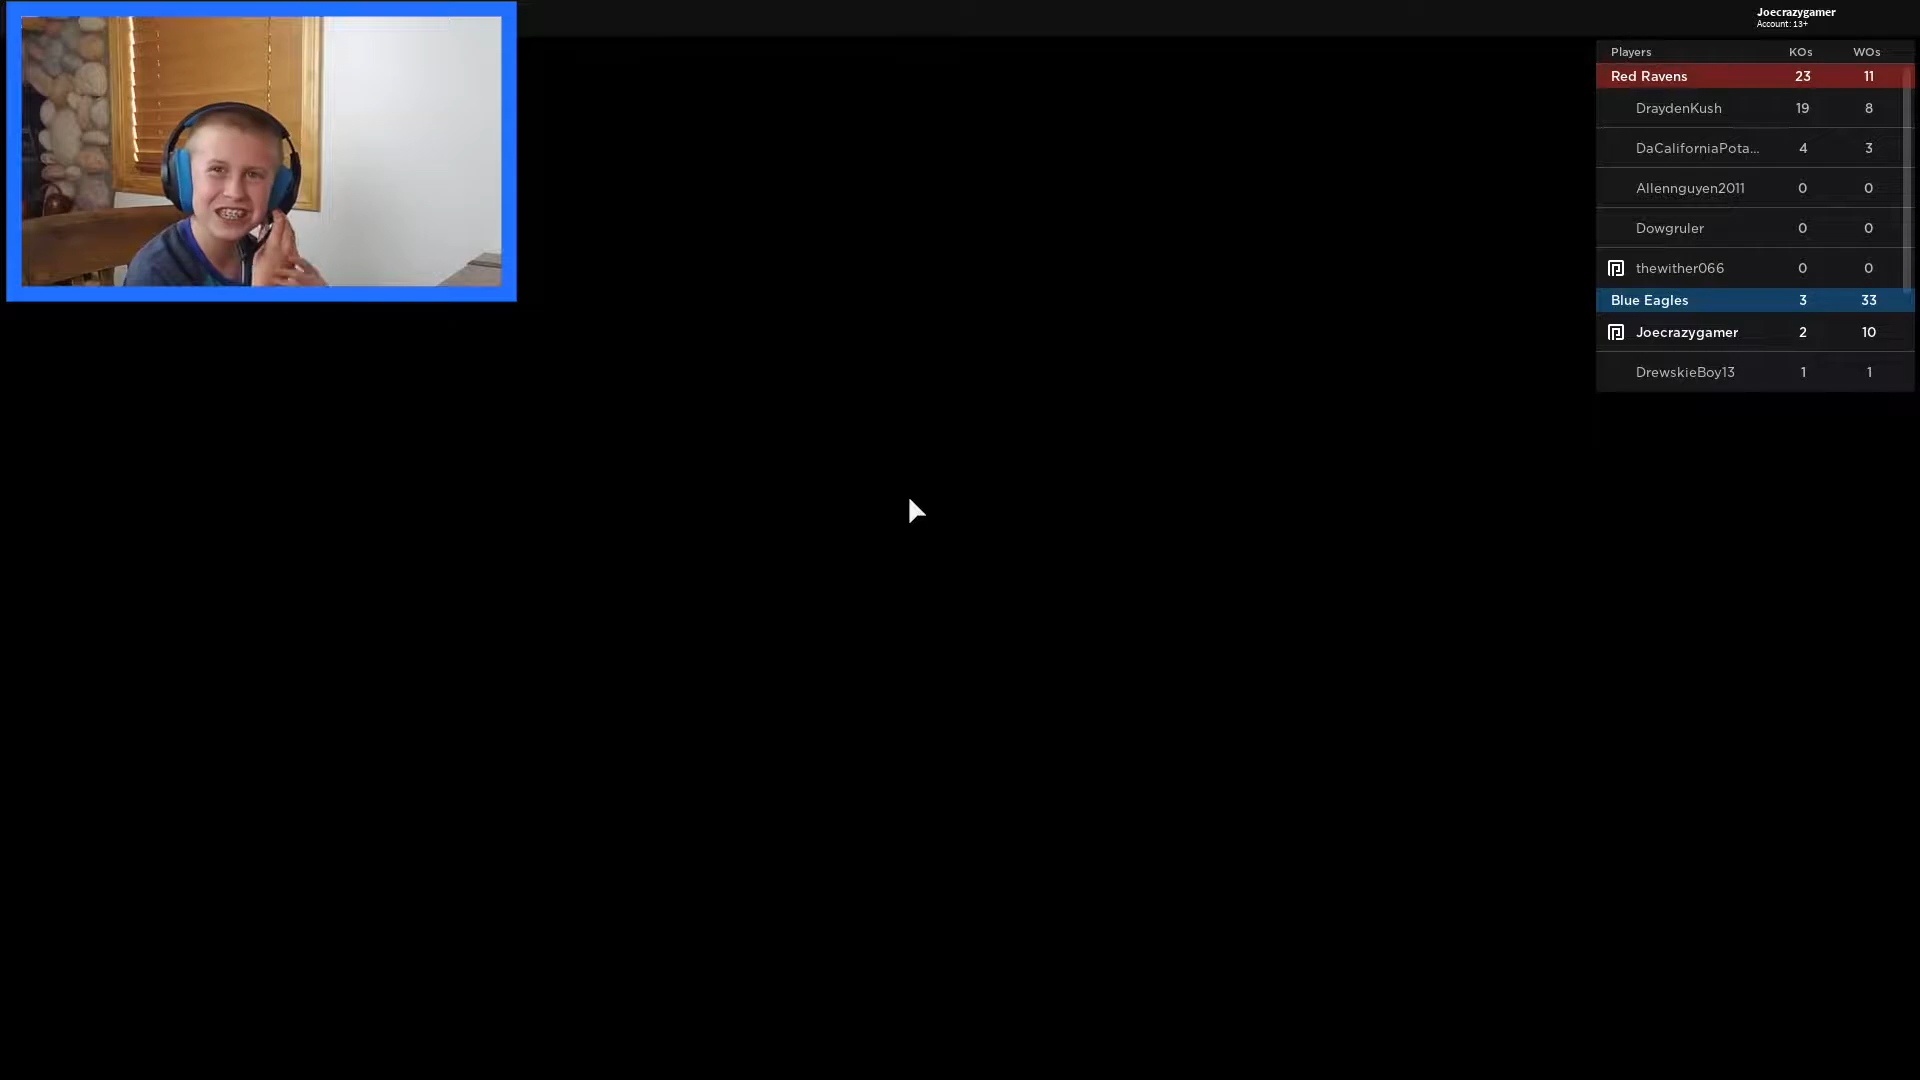 Joecrazygamer
Account: 13+
Players KOs WOs
Red Ravens 23 11
DraydenKush 19 8
DaCaliforniaPota... 4 3
Allennguyen2011 0 0
Dowgruler 0 0
thewither066 0 0
Blue Eagles 3 33
Joecrazygamer 2 10
DrewskieBoy13 1 1